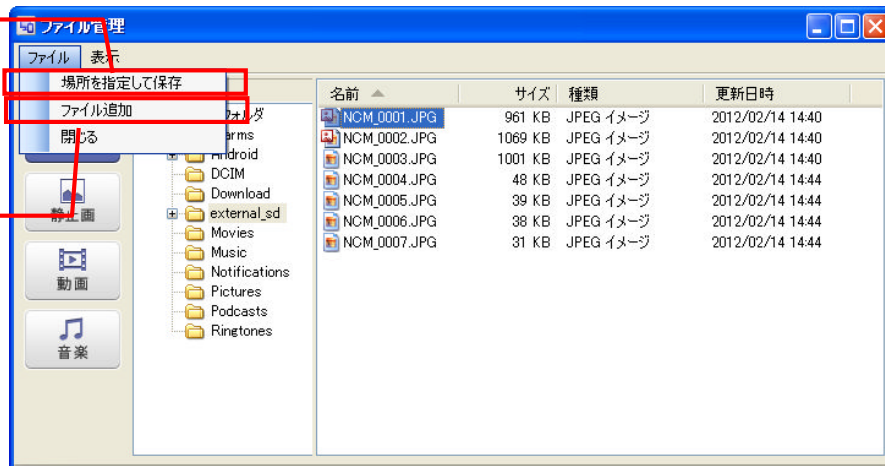 ファイル管理
ファイル 表示
場所を指定して保存
ファイル追加
閉じる
静止画
動画
音楽
Android
DCIM
Download
external_sd
Movies
Music
Notifications
Pictures
Podcasts
Ringtones
名前 サイズ 種類 更新日時
NCM_0001.JPG 961 KB JPEG イメージ 2012/02/14 14:40
NCM_0002.JPG 1069 KB JPEG イメージ 2012/02/14 14:40
NCM_0003.JPG 1001 KB JPEG イメージ 2012/02/14 14:40
NCM_0004.JPG 48 KB JPEG イメージ 2012/02/14 14:44
NCM_0005.JPG 39 KB JPEG イメージ 2012/02/14 14:44
NCM_0006.JPG 38 KB JPEG イメージ 2012/02/14 14:44
NCM_0007.JPG 31 KB JPEG イメージ 2012/02/14 14:44